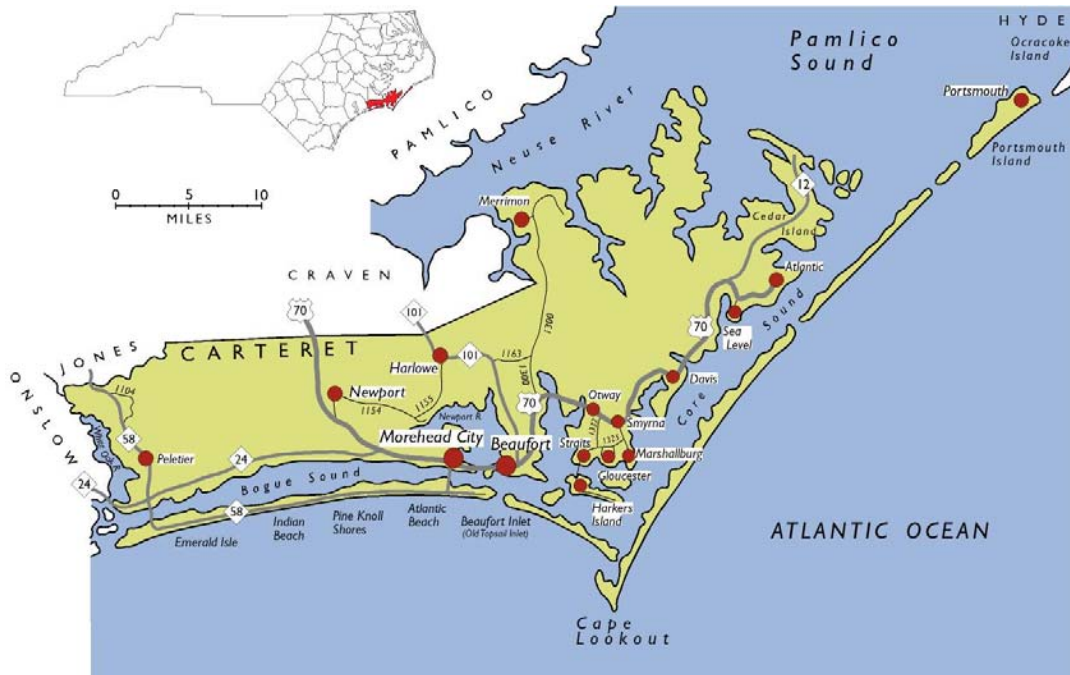 HYDE
Ocracoke
Island
Pamlico
Sound
Portsmouth
Portsmouth
Island
PAMLICO
Neuse River
0 5 10
MILES
Merrimon
12
Cedar
Island
CRAVEN
Atlantic
70
101
1300
Sound
Sea
Level
70
JONES
CARTERET
Harlowe
101
1163
1300
ONSLOW
1104
Newport
1154
1155
70
Davis
Core
Otway
Newport R.
Smyrna
1322
1325
58
White Oak R.
Peletier
24
Morehead City
Beaufort
Straits
Marshallburg
Gloucester
24
Bogue Sound
Harkers
Island
58
Emerald Isle
Indian
Beach
Pine Knoll
Shores
Atlantic
Beach
Beaufort Inlet
(Old Topsail Inlet)
ATLANTIC OCEAN
Cape
Lookout